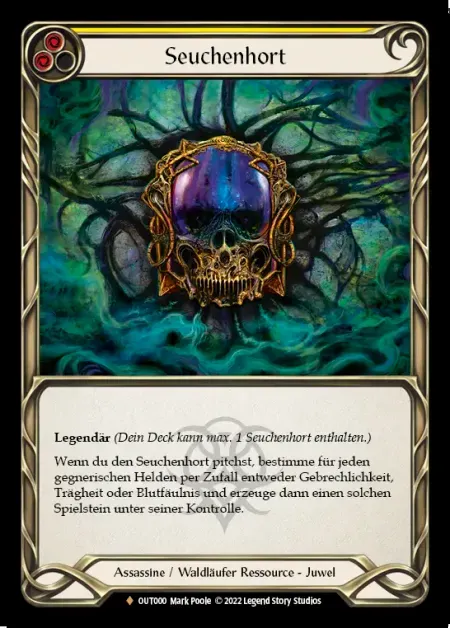 Seuchenhort
Legendär (Dein Deck kann max. 1 Seuchenhort enthalten.)
Wenn du den Seuchenhort pitchst, bestimme für jeden
gegnerischen Helden per Zufall entweder Gebrechlichkeit,
Trägheit oder Blutfäulnis und erzeuge dann einen solchen
Spielstein unter seiner Kontrolle.
Assassine / Waldläufer Ressource - Juwel
OUT000 Mark Poole © 2022 Legend Story Studios